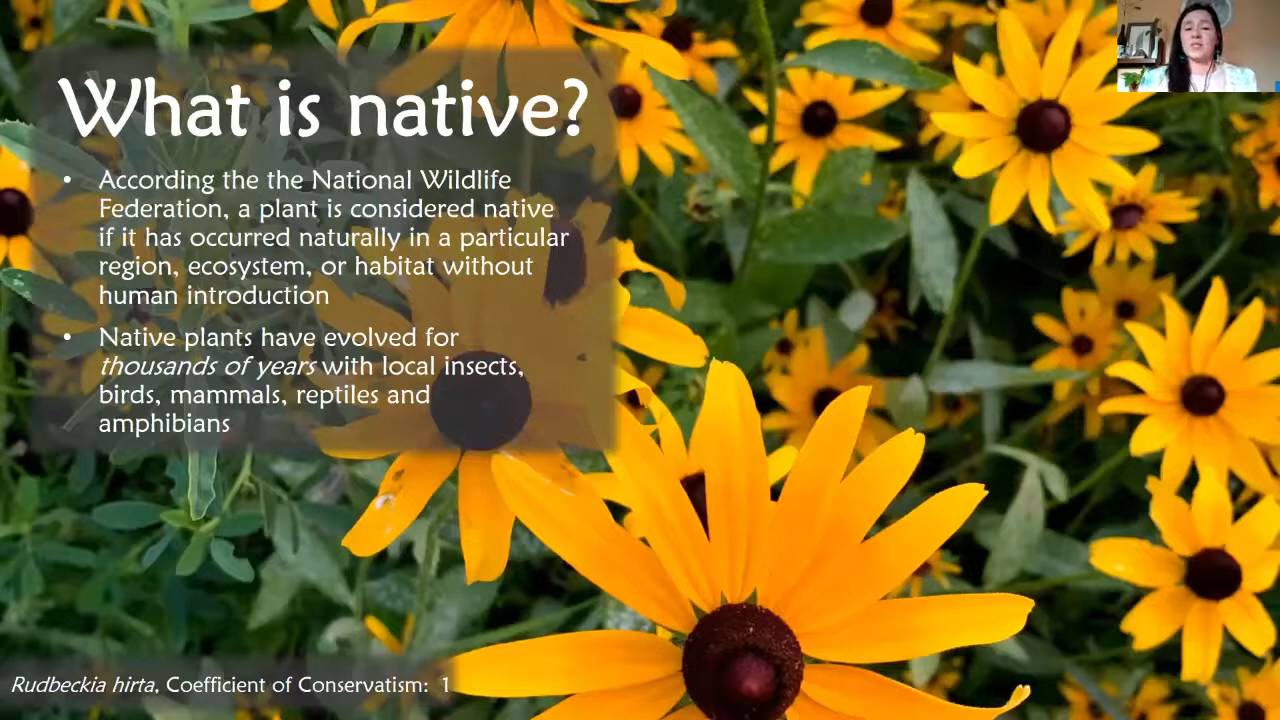 What is native?
• According the the National Wildlife
Federation, a plant is considered native
if it has occurred naturally in a particular
region, ecosystem, or habitat without
human introduction
• Native plants have evolved for
thousands of years with local insects,
birds, mammals, reptiles and
amphibians
Rudbeckia hirta, Coefficient of Conservatism: 1